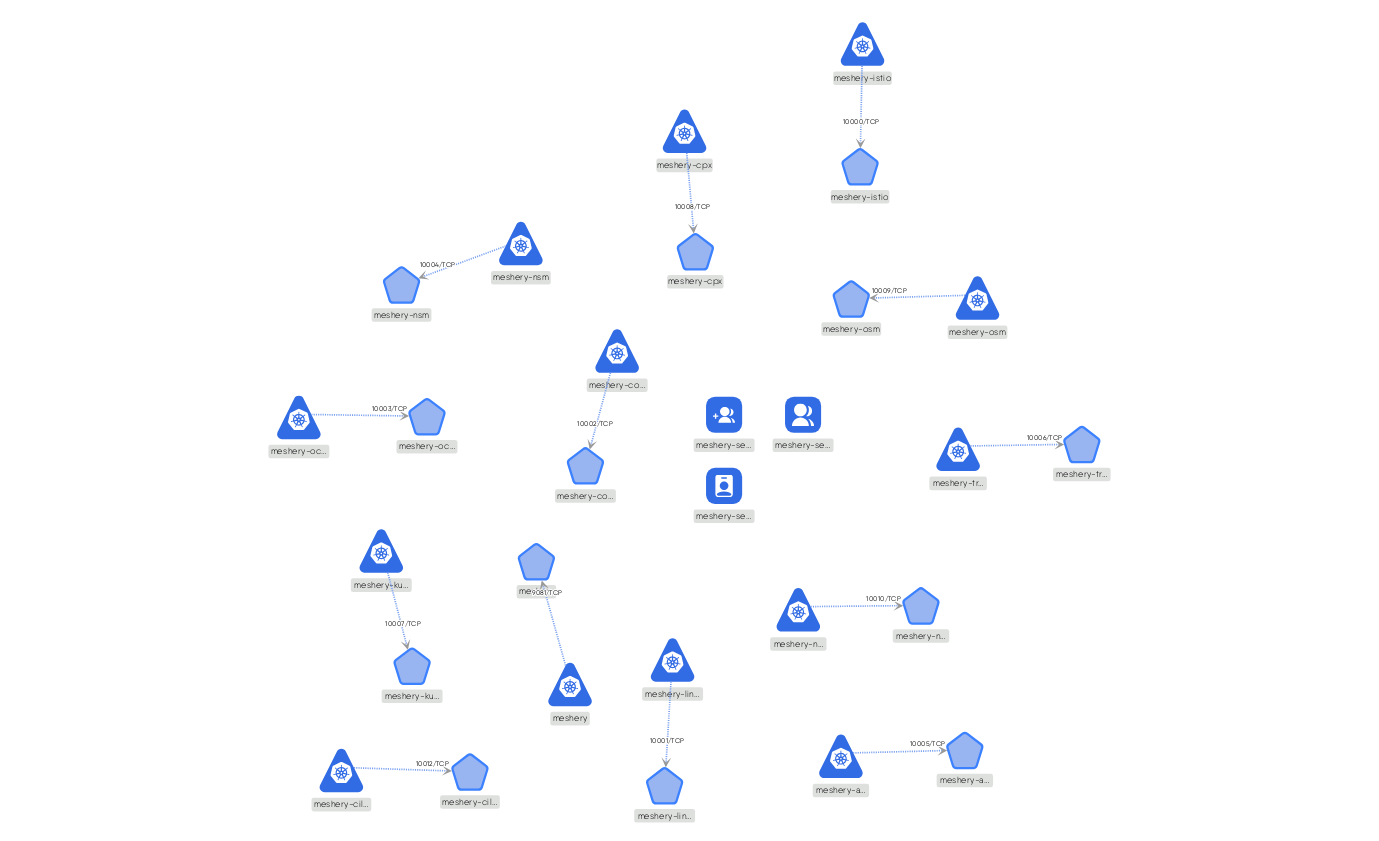 meshery-istio
10000/TCP
meshery-istio
meshery-cpx
10008/TCP
meshery-cpx
meshery-nsm
10004/TCP
meshery-nsm
10009/TCP
meshery-osm
meshery-osm
meshery-co...
10002/TCP
meshery-co...
10003/TCP
meshery-oc...
meshery-oc...
meshery-se...
meshery-se...
meshery-se...
10006/TCP
meshery-tr...
meshery-tr...
meshery-ku...
10007/TCP
meshery-ku...
9081/TCP
meshery
10010/TCP
meshery-n...
meshery-n...
meshery-lin...
10001/TCP
meshery-lin...
10005/TCP
meshery-a...
meshery-a...
10012/TCP
meshery-cil...
meshery-cil...